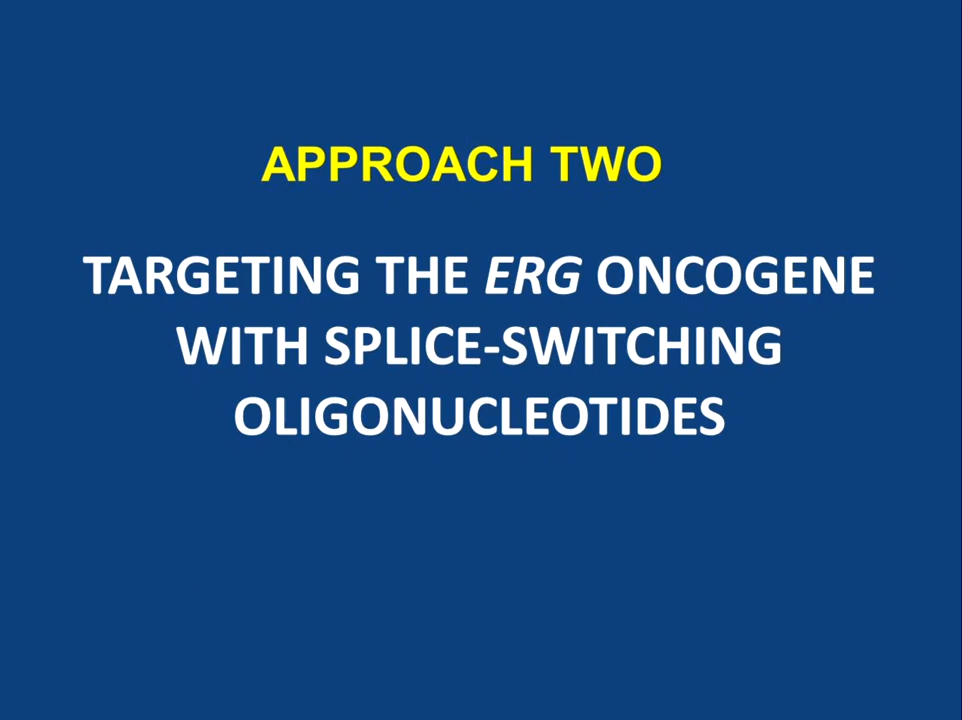 APPROACH TWO
TARGETING THE ERG ONCOGENE
WITH SPLICE-SWITCHING
OLIGONUCLEOTIDES